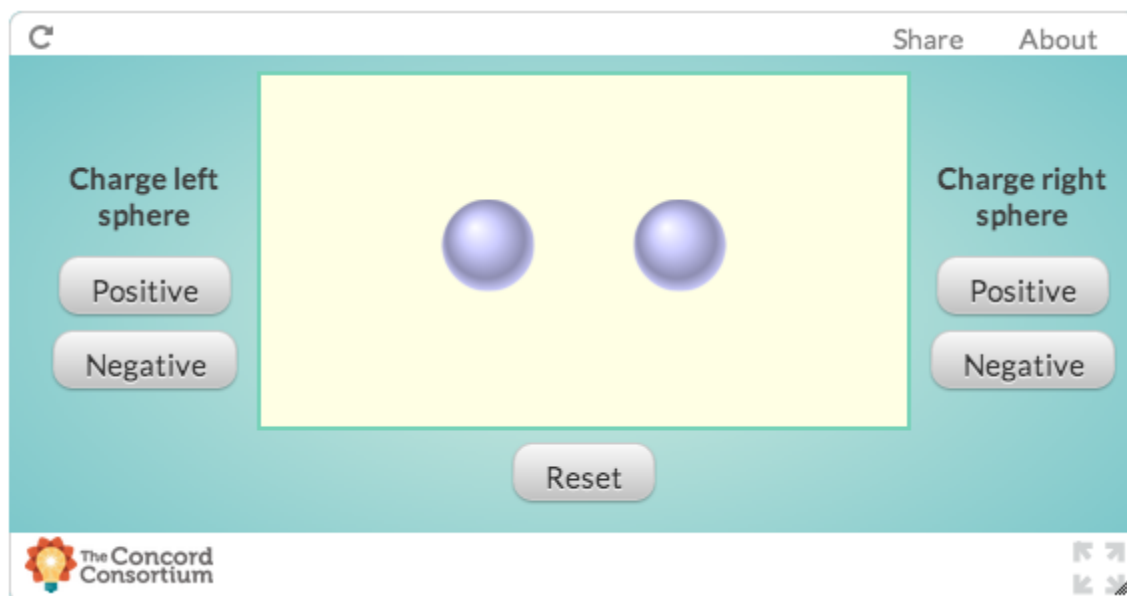 Share About
Charge left
sphere
Positive
Negative
Charge right
sphere
Positive
Negative
Reset
The Concord
Consortium